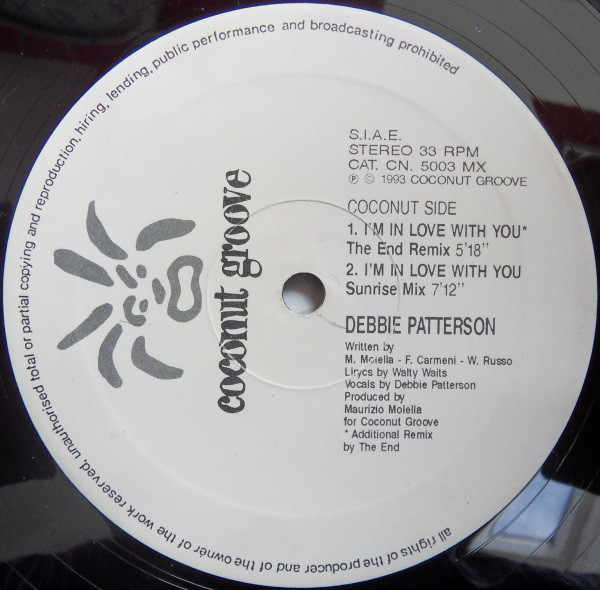 all rights of the producer and of the owner of the work reserved, unauthorised total or partial copying and reproduction, hiring, lending, public performance and broadcasting prohibited
coconut groove
S.I.A.E.
STEREO 33 RPM
CAT. CN. 5003 MX
℗ © 1993 COCONUT GROOVE
COCONUT SIDE
1. I'M IN LOVE WITH YOU*
The End Remix 5'18"
2. I'M IN LOVE WITH YOU
Sunrise Mix 7'12"
DEBBIE PATTERSON
Written by
M. Molella - F. Carmeni - W. Russo
Lirycs by Walty Waits
Vocals by Debbie Patterson
Produced by
Maurizio Molella
for Coconut Groove
* Additional Remix
by The End